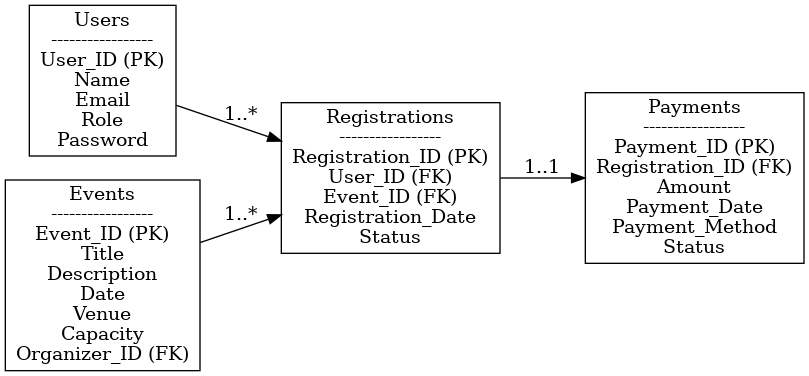 Users
-----------------
User_ID (PK)
Name
Email
Role
Password
1..*
Events
-----------------
Event_ID (PK)
Title
Description
Date
Venue
Capacity
Organizer_ID (FK)
1..*
Registrations
-----------------
Registration_ID (PK)
User_ID (FK)
Event_ID (FK)
Registration_Date
Status
1..1
Payments
-----------------
Payment_ID (PK)
Registration_ID (FK)
Amount
Payment_Date
Payment_Method
Status